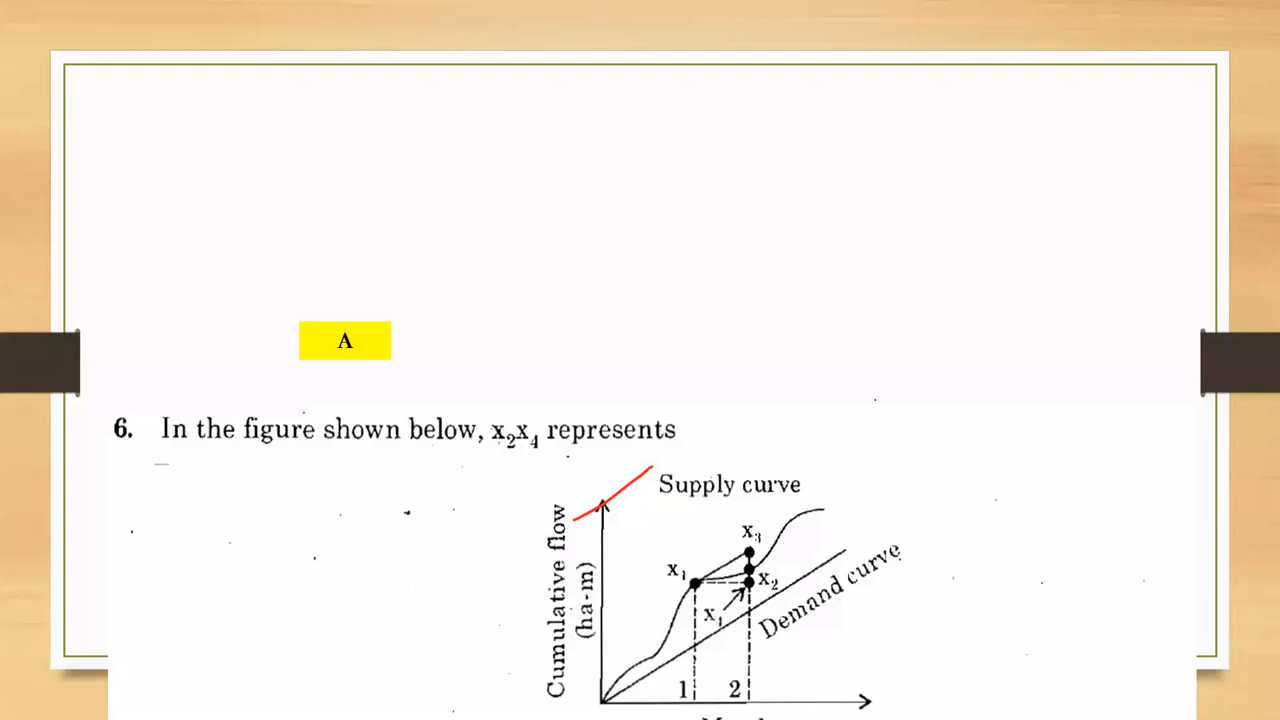 A
6. In the figure shown below, x₂x₄ represents
Supply curve
Cumulative flow
(ha-m)
x₃
x₁
x₂
x₄
Demand curve
1
2